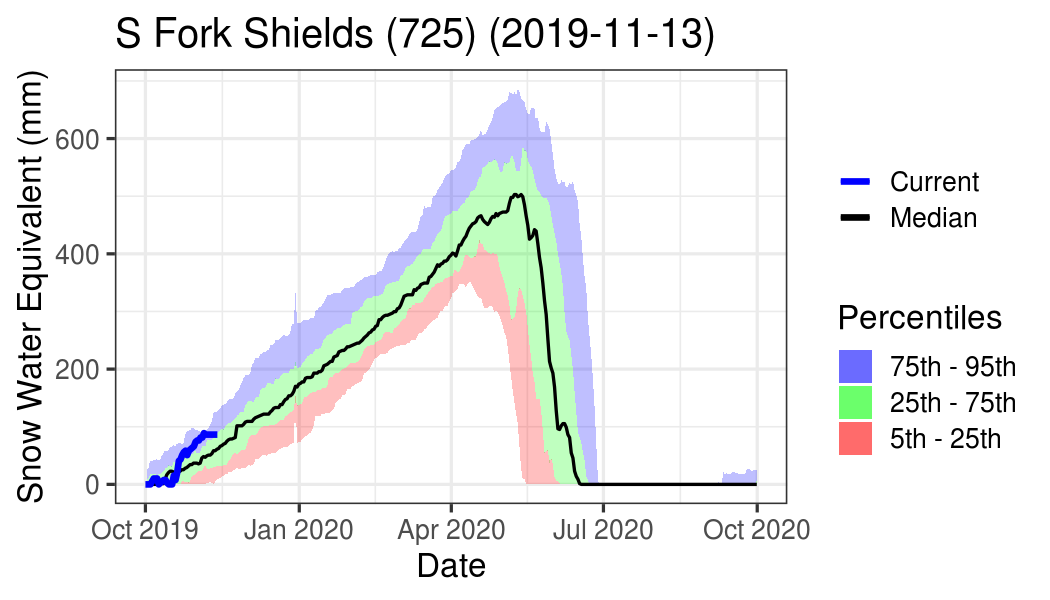 S Fork Shields (725) (2019-11-13)
Snow Water Equivalent (mm)
600
400
200
0
Oct 2019
Jan 2020
Apr 2020
Jul 2020
Oct 2020
Date
Current
Median
Percentiles
75th - 95th
25th - 75th
5th - 25th